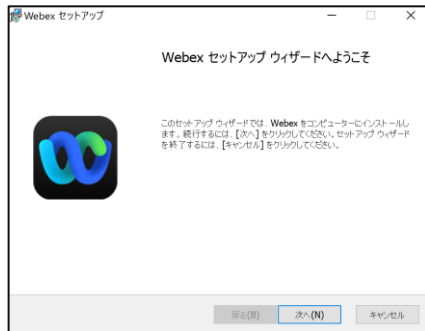 Webex セットアップ
Webex セットアップ ウィザードへようこそ
このセットアップ ウィザードでは、Webex をコンピューターにインストールし
ます。続行するには、[次へ] をクリックしてください。セットアップ ウィザード
を終了するには、[キャンセル] をクリックしてください。
戻る(B)
次へ(N)
キャンセル